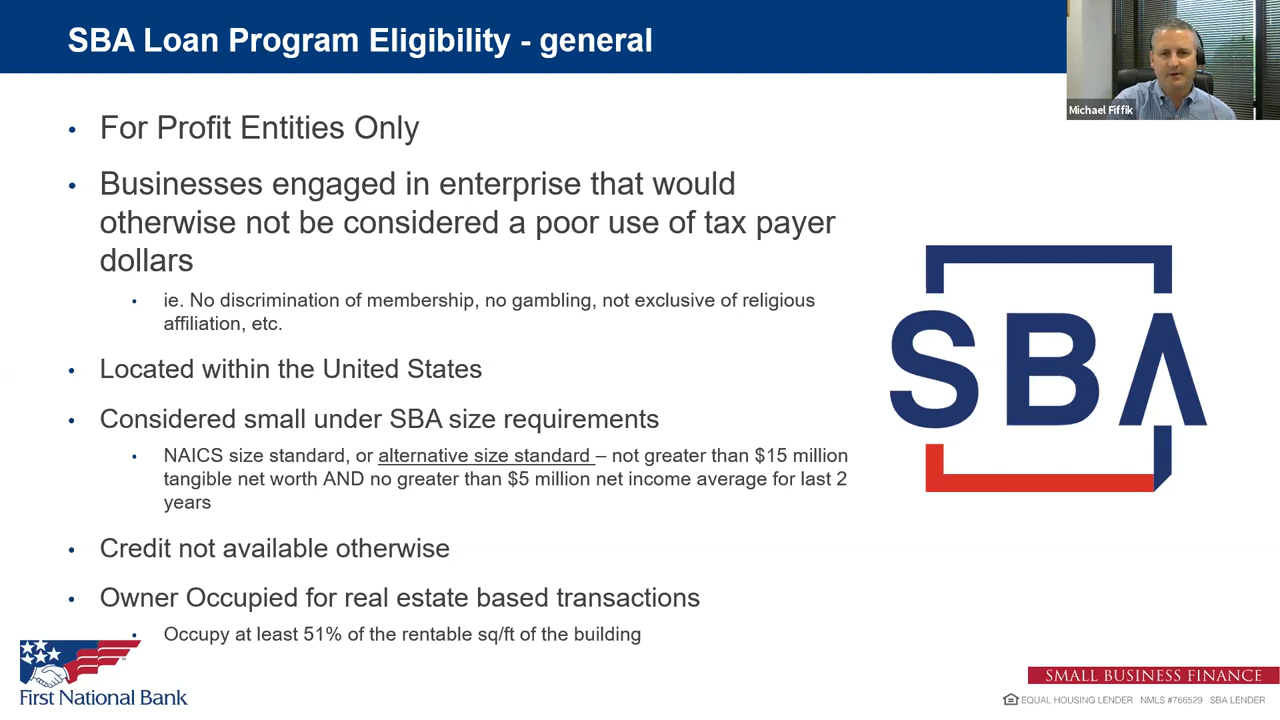 SBA Loan Program Eligibility - general
Michael Fiffik
• For Profit Entities Only
• Businesses engaged in enterprise that would
otherwise not be considered a poor use of tax payer
dollars
• ie. No discrimination of membership, no gambling, not exclusive of religious
affiliation, etc.
• Located within the United States
• Considered small under SBA size requirements
• NAICS size standard, or alternative size standard – not greater than $15 million
tangible net worth AND no greater than $5 million net income average for last 2
years
• Credit not available otherwise
• Owner Occupied for real estate based transactions
• Occupy at least 51% of the rentable sq/ft of the building
SBA
First National Bank
SMALL BUSINESS FINANCE
EQUAL HOUSING LENDER NMLS #766529 SBA LENDER